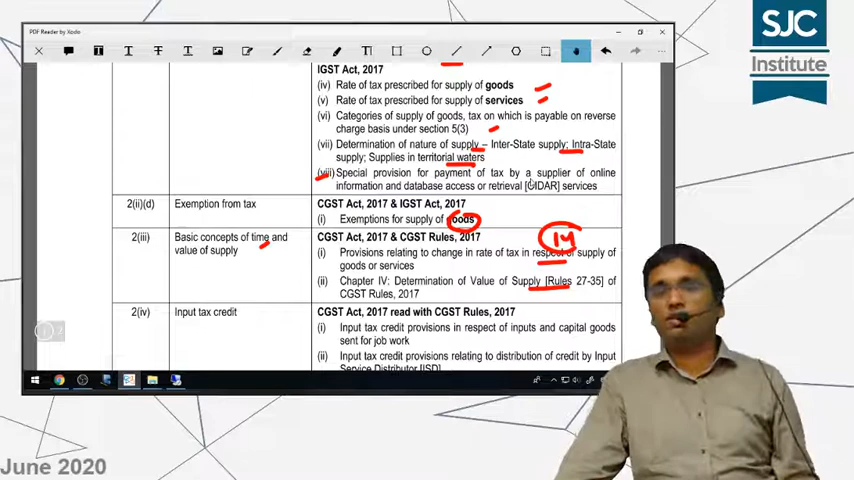 PDF Reader by Xodo
SJC
Institute
IGST Act, 2017
(iv) Rate of tax prescribed for supply of goods
(v) Rate of tax prescribed for supply of services
(vi) Categories of supply of goods, tax on which is payable on reverse
charge basis under section 5(3)
(vii) Determination of nature of supply – Inter-State supply; Intra-State
supply; Supplies in territorial waters
(viii) Special provision for payment of tax by a supplier of online
information and database access or retrieval [OIDAR] services
2(ii)(d) Exemption from tax CGST Act, 2017 & IGST Act, 2017
(i) Exemptions for supply of goods
2(iii) Basic concepts of time and
value of supply
CGST Act, 2017 & CGST Rules, 2017
14
(i) Provisions relating to change in rate of tax in respect of supply of
goods or services
(ii) Chapter IV: Determination of Value of Supply [Rules 27-35] of
CGST Rules, 2017
2(iv) Input tax credit CGST Act, 2017 read with CGST Rules, 2017
(i) Input tax credit provisions in respect of inputs and capital goods
sent for job work
(ii) Input tax credit provisions relating to distribution of credit by Input
Service Distributor [ISD]
June 2020